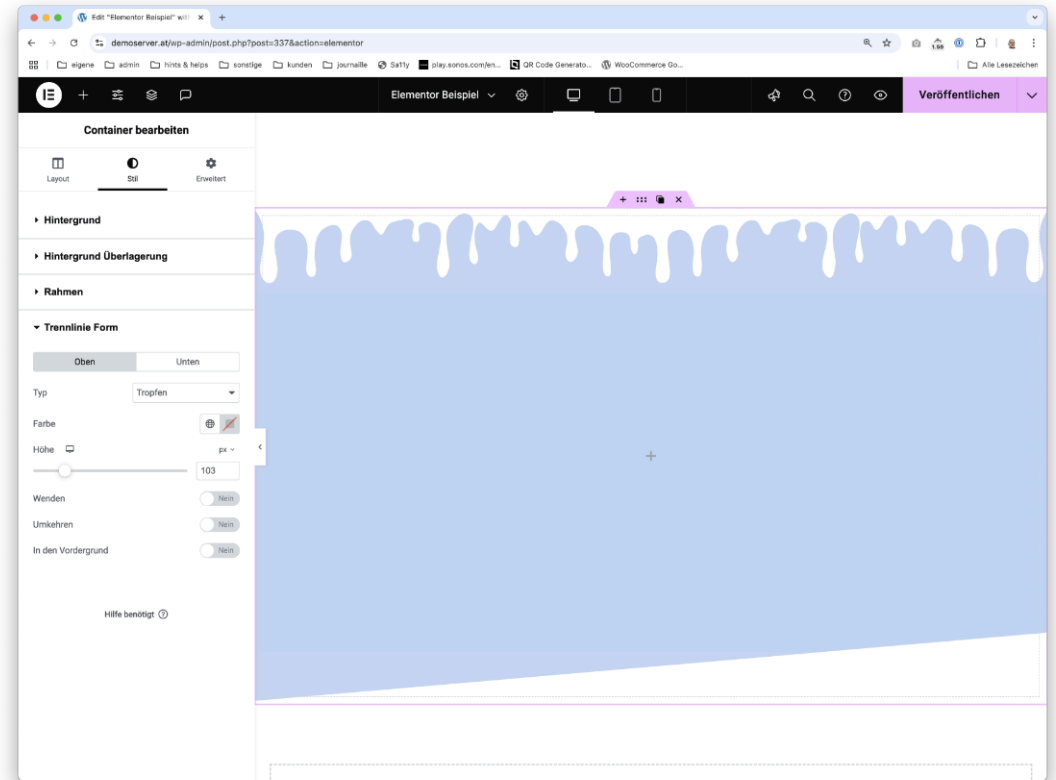 Edit "Elementor Beispiel" with
demoserver.at/wp-admin/post.php?post=337&action=elementor
1.59
eigene admin hints & helps sonstige kunden journaille Sa11y play.sonos.com/en... QR Code Generato... WooCommerce Go... Alle Lesezeichen
Elementor Beispiel Veröffentlichen
Container bearbeiten
Layout Stil Erweitert
Hintergrund
Hintergrund Überlagerung
Rahmen
Trennlinie Form
Oben Unten
Typ Tropfen
Farbe
Höhe px
103
Wenden Nein
Umkehren Nein
In den Vordergrund Nein
Hilfe benötigt